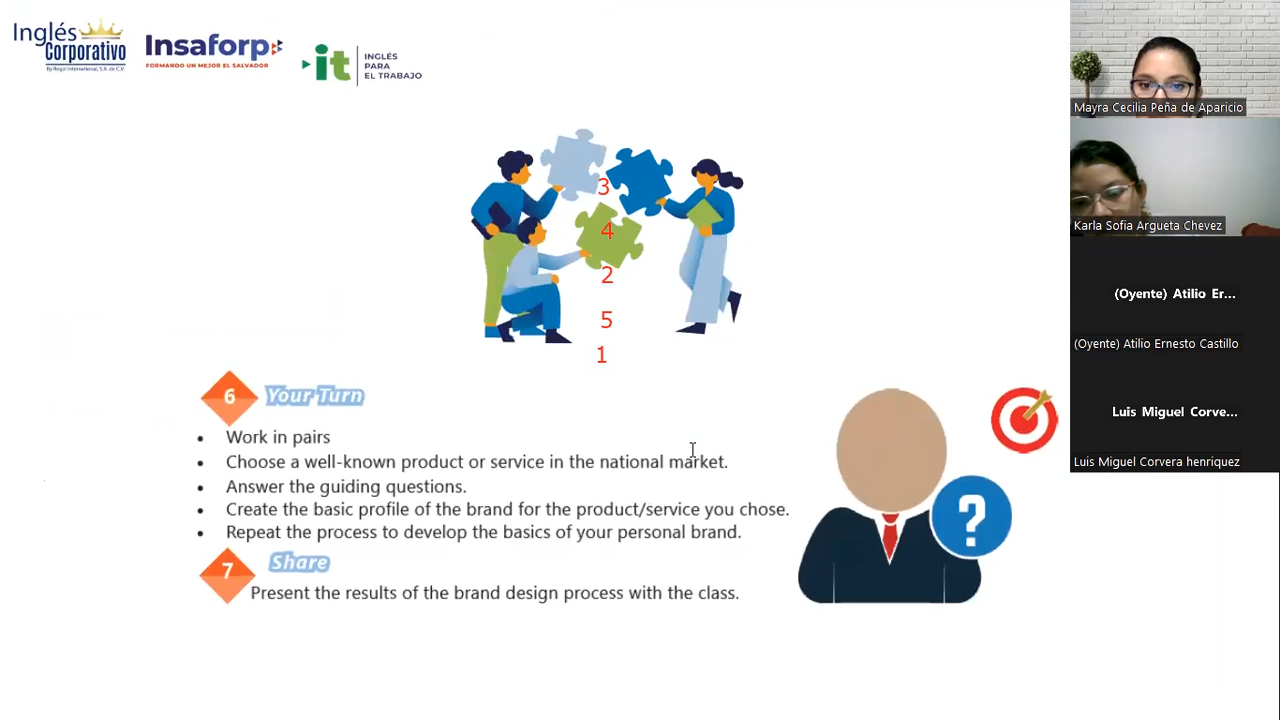 Inglés
Corporativo
By Regal International, S.A. de C.V.
Insaforp
FORMANDO UN MEJOR EL SALVADOR
it
INGLÉS
PARA
EL TRABAJO
3
4
2
5
1
6 Your Turn
• Work in pairs
• Choose a well-known product or service in the national market.
• Answer the guiding questions.
• Create the basic profile of the brand for the product/service you chose.
• Repeat the process to develop the basics of your personal brand.
7 Share
Present the results of the brand design process with the class.
?
Mayra Cecilia Peña de Aparicio
Karla Sofia Argueta Chevez
(Oyente) Atilio Er...
(Oyente) Atilio Ernesto Castillo
Luis Miguel Corve...
Luis Miguel Corvera henriquez